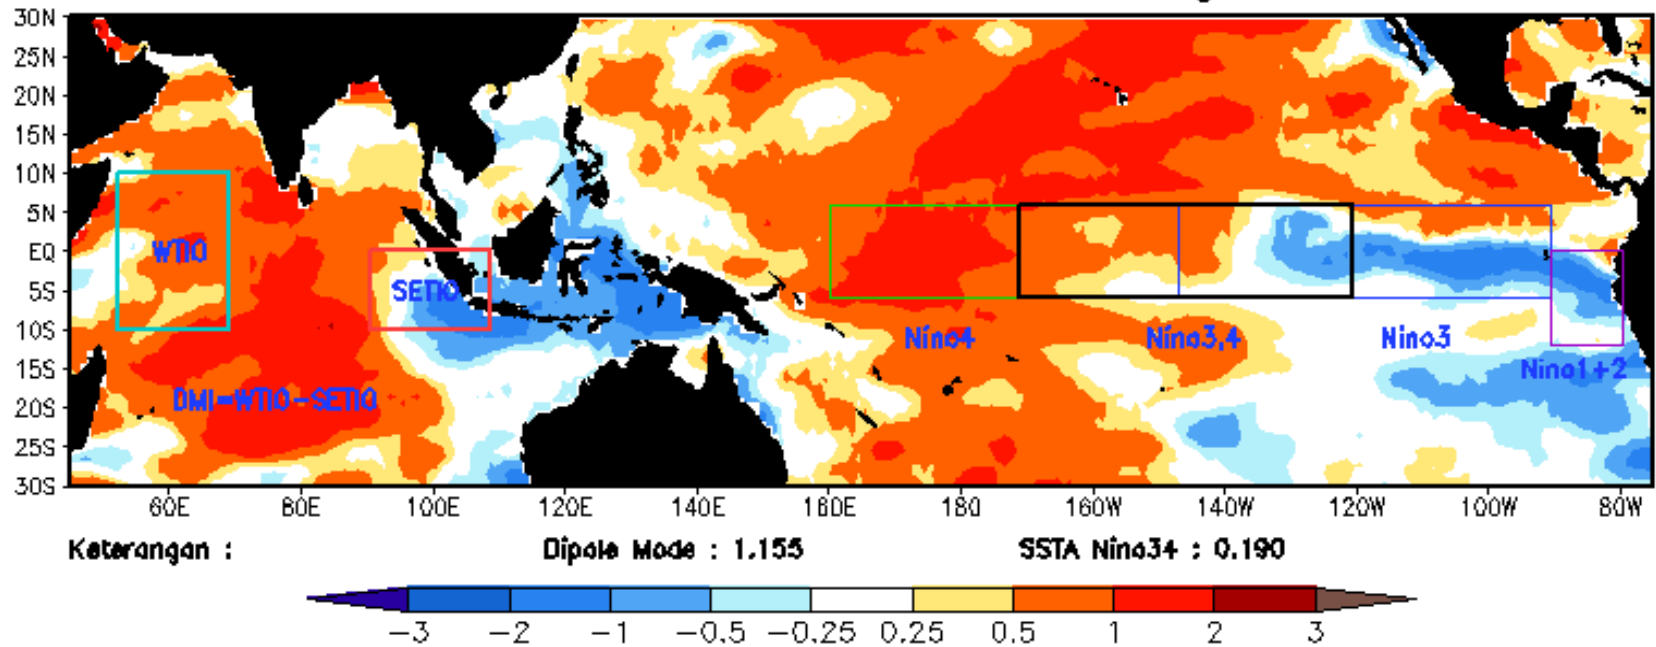 30N
25N
20N
15N
10N
5N
EQ
5S
10S
15S
20S
25S
30S
WTIO
SETIO
DMI=WTIO-SETIO
Nino4
Nino3,4
Nino3
Nino1+2
60E 80E 100E 120E 140E 160E 180 160W 140W 120W 100W 80W
Keterangan : Dipole Mode : 1.155 SSTA Nino34 : 0.190
-3 -2 -1 -0.5 -0.25 0.25 0.5 1 2 3